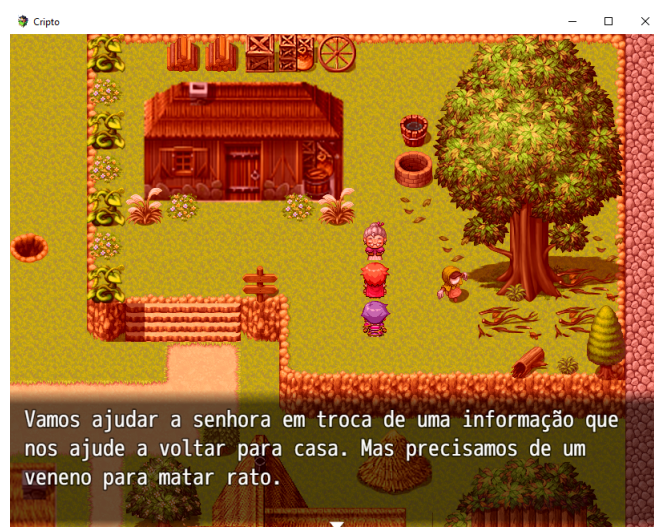 Cripto
Vamos ajudar a senhora em troca de uma informação que
nos ajude a voltar para casa. Mas precisamos de um
veneno para matar rato.